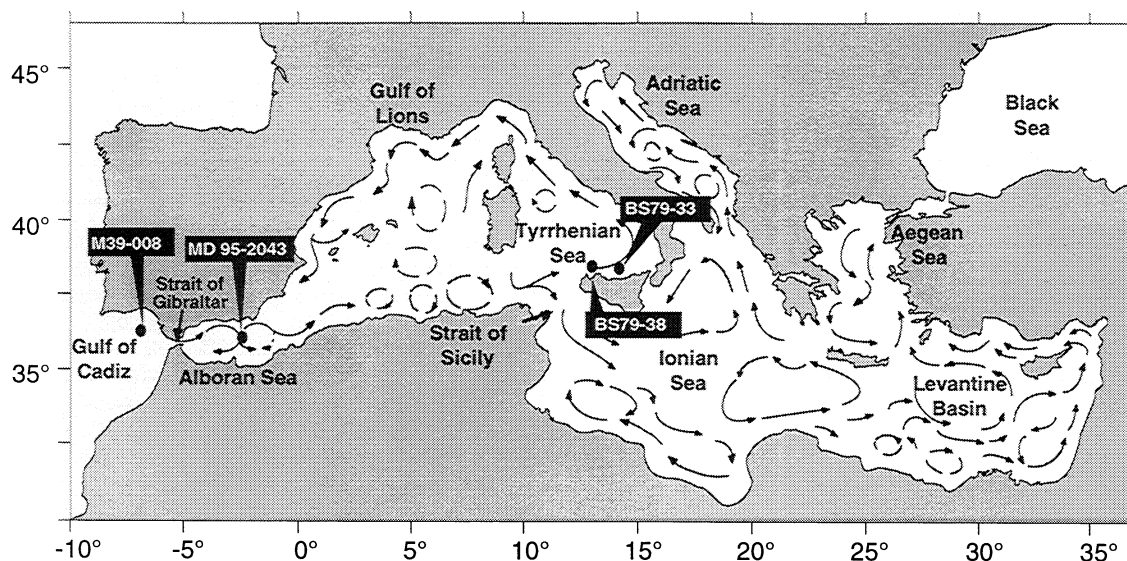 45°
40°
35°
Gulf of
Lions
Adriatic
Sea
Black
Sea
BS79-33
M39-008
MD 95-2043
Tyrrhenian
Sea
Aegean
Sea
Strait of
Gibraltar
BS79-38
Gulf of
Cadiz
Strait of
Sicily
Ionian
Sea
Alboran Sea
Levantine
Basin
-10° -5° 0° 5° 10° 15° 20° 25° 30° 35°